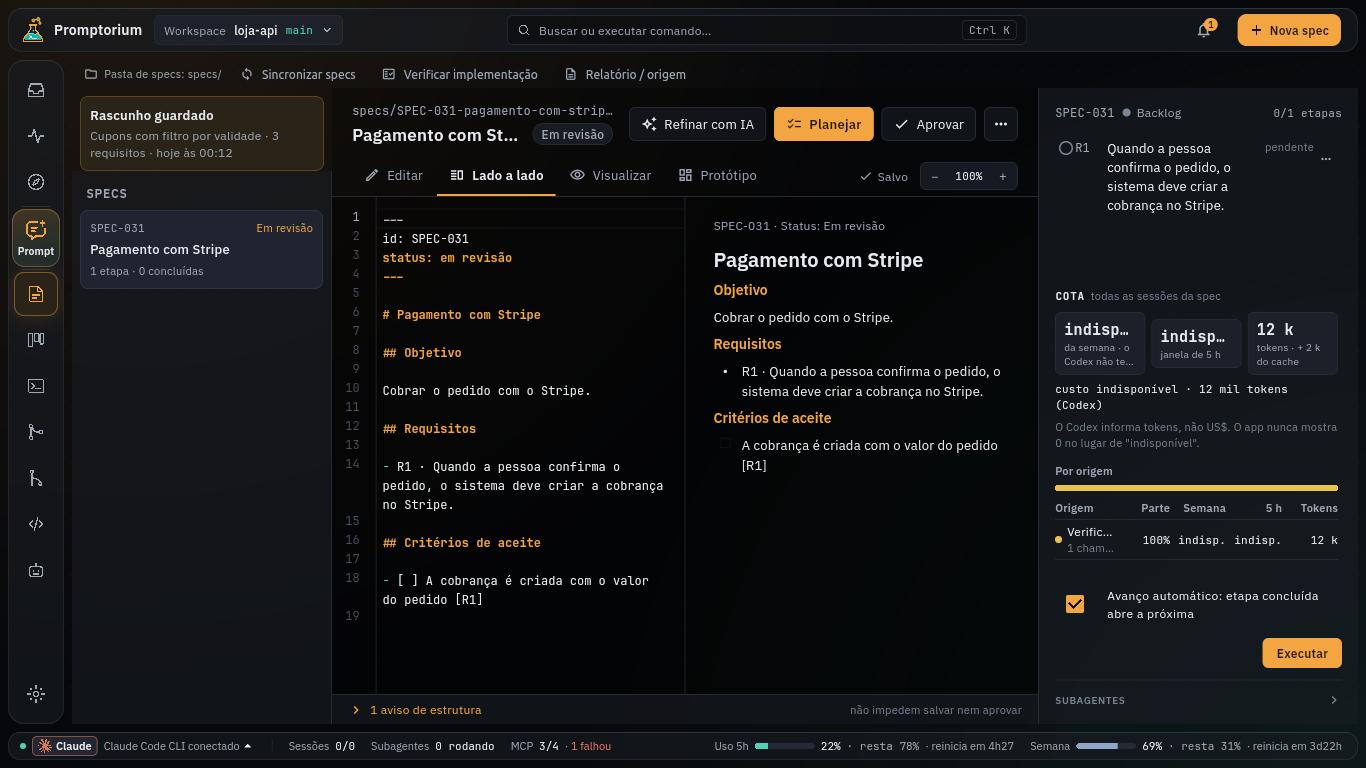 Promptorium
Workspace loja-api main
Buscar ou executar comando...
Ctrl K
1
+ Nova spec
Pasta de specs: specs/
Sincronizar specs
Verificar implementação
Relatório / origem
Prompt
Rascunho guardado
Cupons com filtro por validade · 3
requisitos · hoje às 00:12
SPECS
SPEC-031
Em revisão
Pagamento com Stripe
1 etapa · 0 concluídas
specs/SPEC-031-pagamento-com-strip…
Pagamento com St…
Em revisão
Refinar com IA
Planejar
Aprovar
Editar
Lado a lado
Visualizar
Protótipo
Salvo
− 100% +
1 ---
2 id: SPEC-031
3 status: em revisão
4 ---
5
6 # Pagamento com Stripe
7
8 ## Objetivo
9
10 Cobrar o pedido com o Stripe.
11
12 ## Requisitos
13
14 - R1 · Quando a pessoa confirma o
pedido, o sistema deve criar a cobrança
no Stripe.
15
16 ## Critérios de aceite
17
18 - [ ] A cobrança é criada com o valor
do pedido [R1]
19
SPEC-031 · Status: Em revisão
Pagamento com Stripe
Objetivo
Cobrar o pedido com o Stripe.
Requisitos
• R1 · Quando a pessoa confirma o pedido, o
sistema deve criar a cobrança no Stripe.
Critérios de aceite
A cobrança é criada com o valor do pedido
[R1]
1 aviso de estrutura
não impedem salvar nem aprovar
SPEC-031 Backlog
0/1 etapas
R1
Quando a pessoa
confirma o pedido, o
sistema deve criar a
cobrança no Stripe.
pendente
COTA todas as sessões da spec
indisp…
da semana · o
Codex não te…
indisp…
janela de 5 h
12 k
tokens · + 2 k
do cache
custo indisponível · 12 mil tokens
(Codex)
O Codex informa tokens, não US$. O app nunca mostra
0 no lugar de "indisponível".
Por origem
Origem Parte Semana 5 h Tokens
Verific… 100% indisp. indisp. 12 k
1 cham…
Avanço automático: etapa concluída
abre a próxima
Executar
SUBAGENTES
Claude
Claude Code CLI conectado
Sessões 0/0
Subagentes 0 rodando
MCP 3/4 · 1 falhou
Uso 5h 22% · resta 78% · reinicia em 4h27
Semana 69% · resta 31% · reinicia em 3d22h